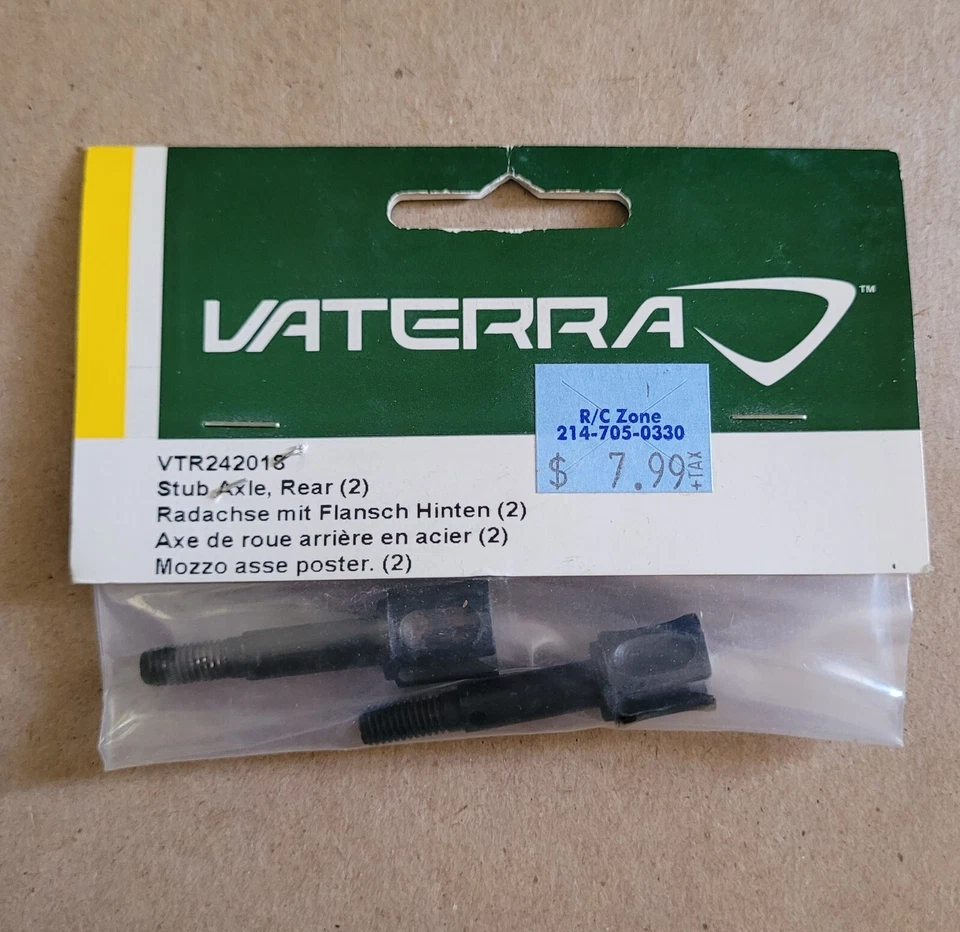 VATERRA™
R/C Zone
214-705-0330
$ 7.99 +TAX
VTR242018
Stub Axle, Rear (2)
Radachse mit Flansch Hinten (2)
Axe de roue arrière en acier (2)
Mozzo asse poster. (2)